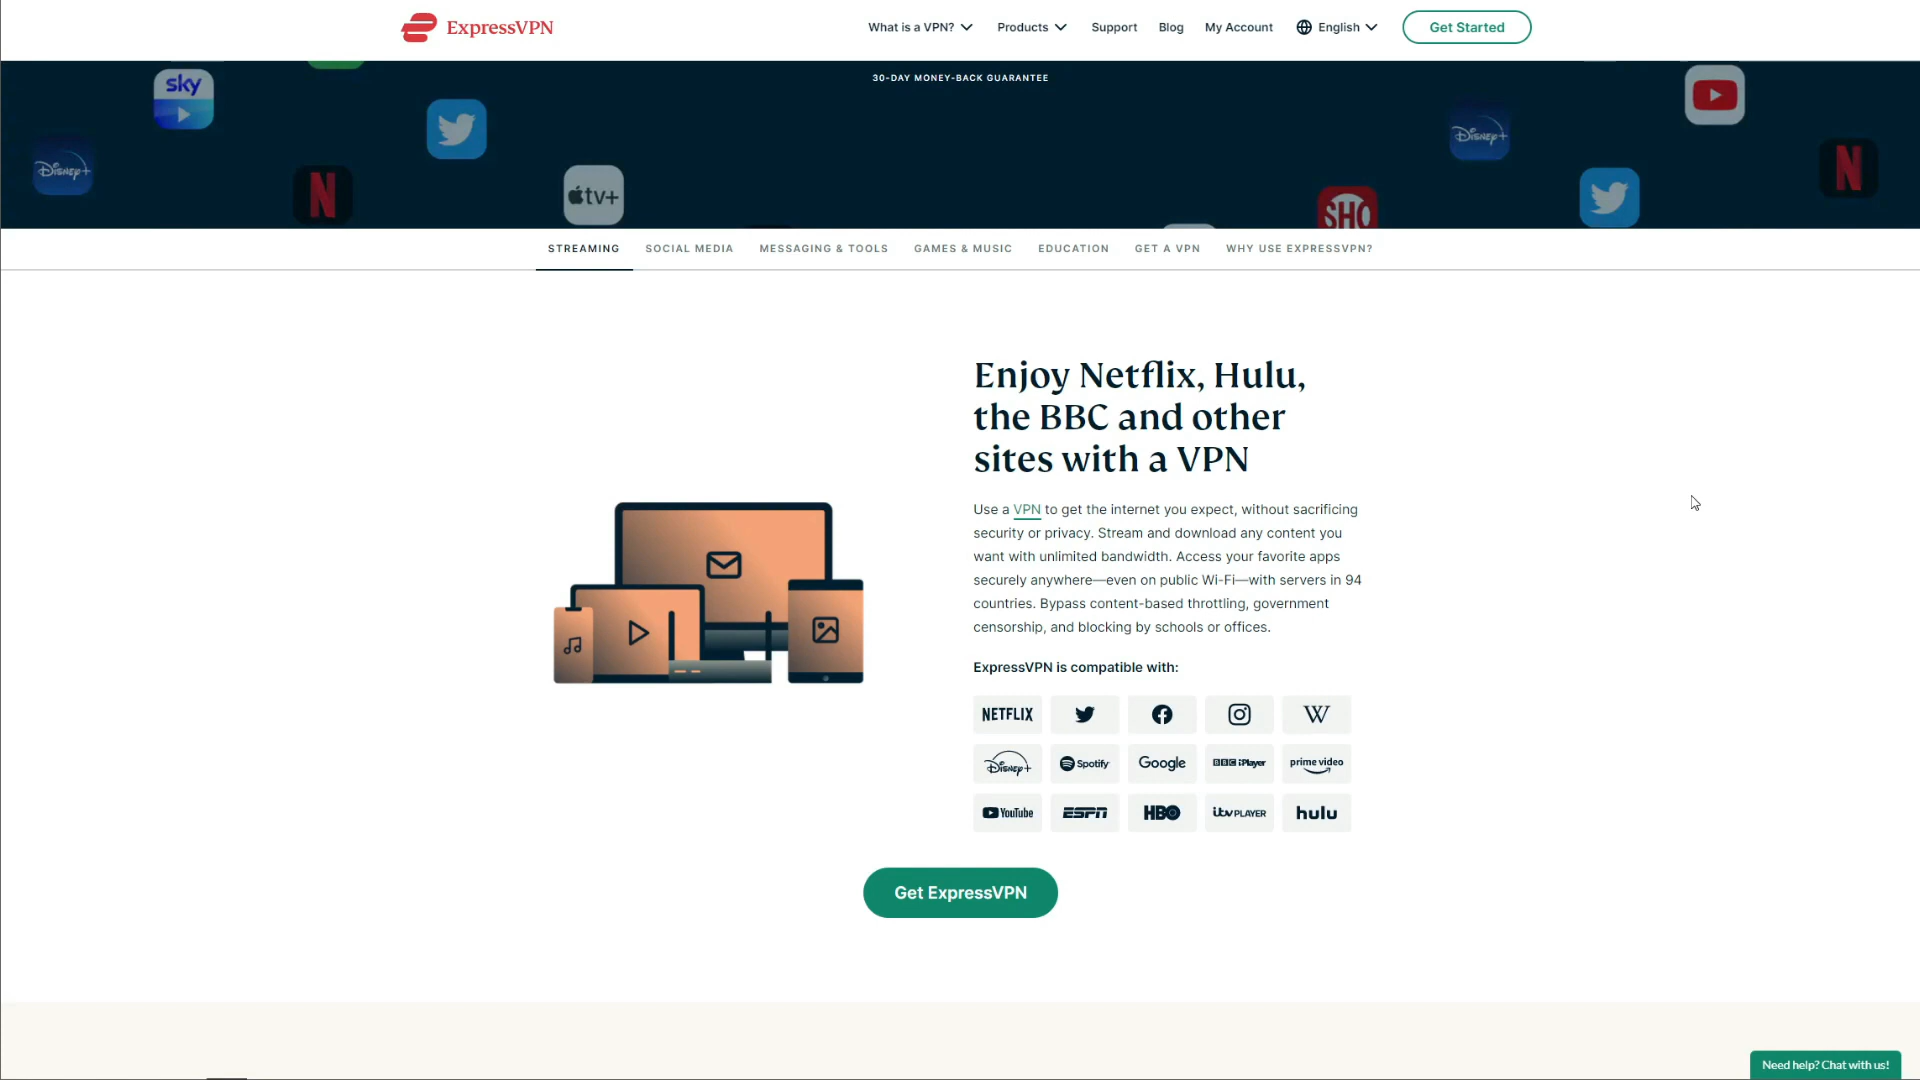 ExpressVPN
What is a VPN?
Products
Support
Blog
My Account
English
Get Started
30-DAY MONEY-BACK GUARANTEE
sky
Disney+
N
tv+
SHO
Disney+
N
STREAMING
SOCIAL MEDIA
MESSAGING & TOOLS
GAMES & MUSIC
EDUCATION
GET A VPN
WHY USE EXPRESSVPN?
Enjoy Netflix, Hulu,
the BBC and other
sites with a VPN
Use a VPN to get the internet you expect, without sacrificing
security or privacy. Stream and download any content you
want with unlimited bandwidth. Access your favorite apps
securely anywhere—even on public Wi-Fi—with servers in 94
countries. Bypass content-based throttling, government
censorship, and blocking by schools or offices.
ExpressVPN is compatible with:
NETFLIX
W
Disney+
Spotify
Google
BBC iPlayer
prime video
YouTube
ESPN
HBO
itv PLAYER
hulu
Get ExpressVPN
Need help? Chat with us!